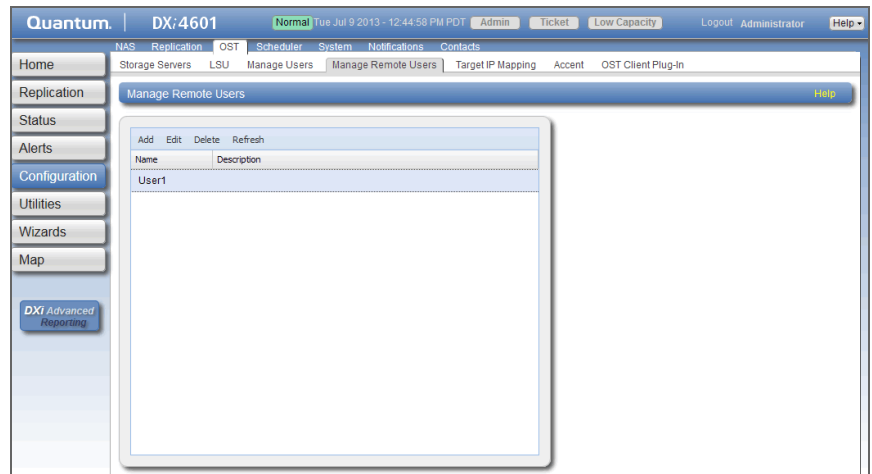 Quantum. DXi4601 Normal Tue Jul 9 2013 - 12:44:58 PM PDT Admin Ticket Low Capacity Logout Administrator Help
NAS Replication OST Scheduler System Notifications Contacts
Storage Servers LSU Manage Users Manage Remote Users Target IP Mapping Accent OST Client Plug-In
Home
Replication
Status
Alerts
Configuration
Utilities
Wizards
Map
DXi Advanced
Reporting
Manage Remote Users Help
Add Edit Delete Refresh
Name Description
User1